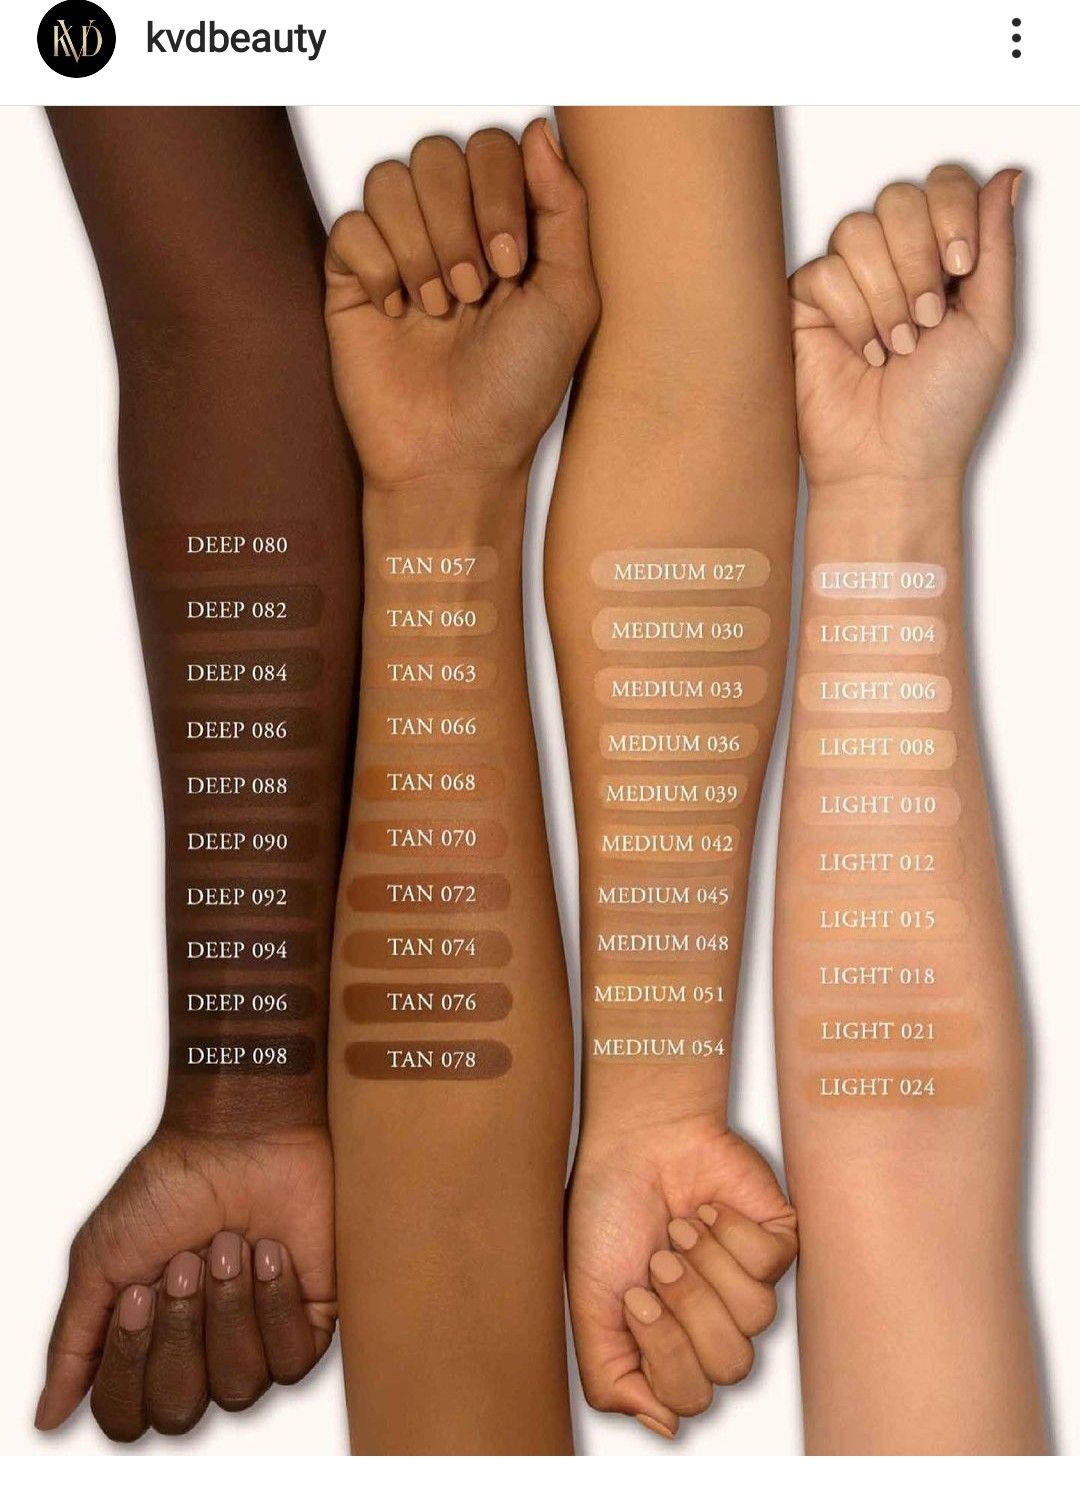 KVD
kvdbeauty
DEEP 080
DEEP 082
DEEP 084
DEEP 086
DEEP 088
DEEP 090
DEEP 092
DEEP 094
DEEP 096
DEEP 098
TAN 057
TAN 060
TAN 063
TAN 066
TAN 068
TAN 070
TAN 072
TAN 074
TAN 076
TAN 078
MEDIUM 027
MEDIUM 030
MEDIUM 033
MEDIUM 036
MEDIUM 039
MEDIUM 042
MEDIUM 045
MEDIUM 048
MEDIUM 051
MEDIUM 054
LIGHT 002
LIGHT 004
LIGHT 006
LIGHT 008
LIGHT 010
LIGHT 012
LIGHT 015
LIGHT 018
LIGHT 021
LIGHT 024